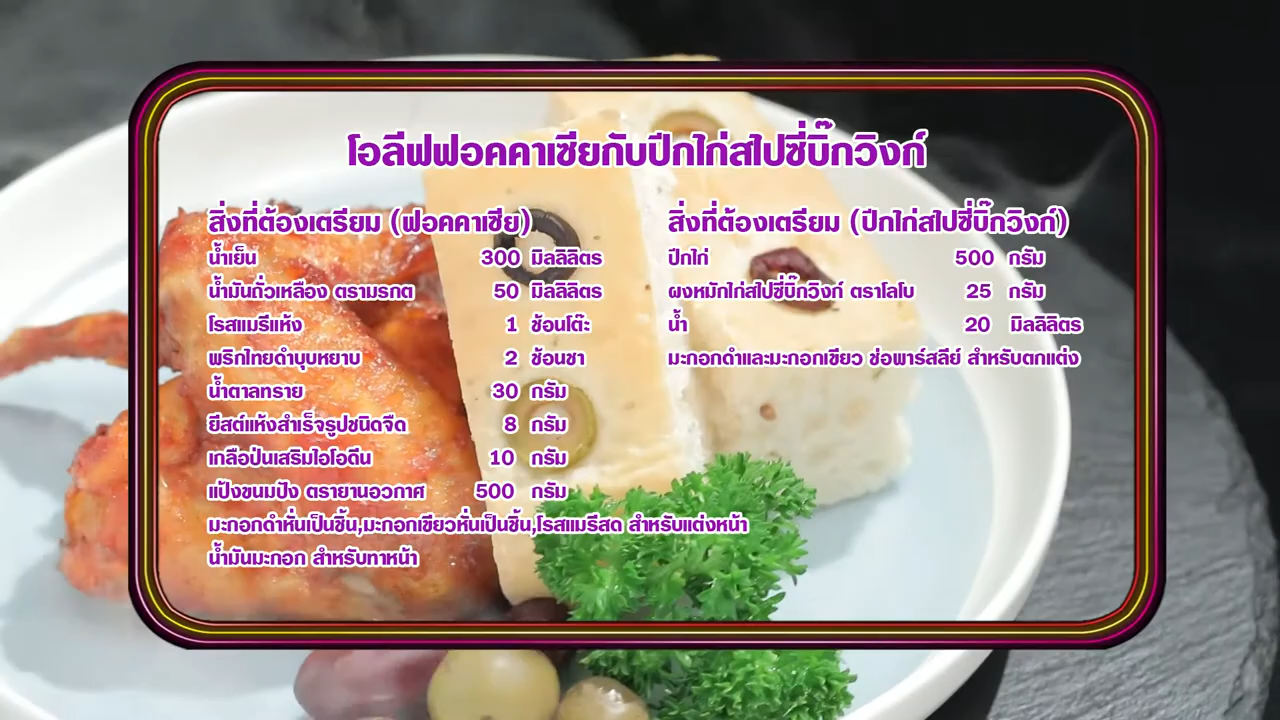 โอลีฟฟอคคาเซียกับปีกไก่สไปซี่บิ๊กวิงก์
สิ่งที่ต้องเตรียม (ฟอคคาเซีย)
น้ำเย็น 300 มิลลิลิตร
น้ำมันถั่วเหลือง ตรามรกต 50 มิลลิลิตร
โรสแมรีแห้ง 1 ช้อนโต๊ะ
พริกไทยดำบุบหยาบ 2 ช้อนชา
น้ำตาลทราย 30 กรัม
ยีสต์แห้งสำเร็จรูปชนิดจืด 8 กรัม
เกลือป่นเสริมไอโอดีน 10 กรัม
แป้งขนมปัง ตรายานอวกาศ 500 กรัม
มะกอกดำหั่นเป็นชิ้น,มะกอกเขียวหั่นเป็นชิ้น,โรสแมรีสด สำหรับแต่งหน้า
น้ำมันมะกอก สำหรับทาหน้า
สิ่งที่ต้องเตรียม (ปีกไก่สไปซี่บิ๊กวิงก์)
ปีกไก่ 500 กรัม
ผงหมักไก่สไปซี่บิ๊กวิงก์ ตราโลโบ 25 กรัม
น้ำ 20 มิลลิลิตร
มะกอกดำและมะกอกเขียว ช่อพาร์สลีย์ สำหรับตกแต่ง